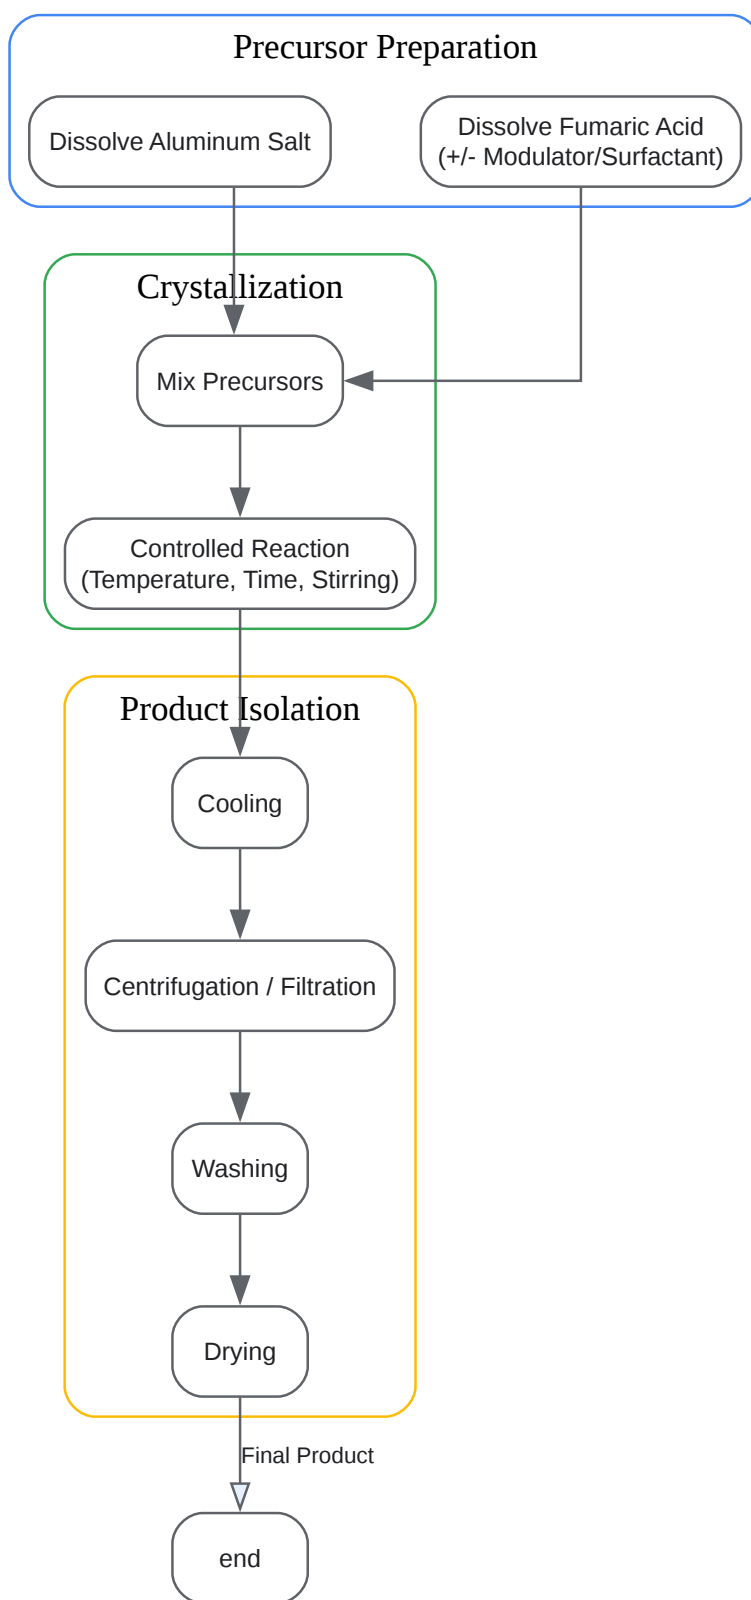 Precursor Preparation
Dissolve Aluminum Salt
Dissolve Fumaric Acid
(+/- Modulator/Surfactant)
Crystallization
Mix Precursors
Controlled Reaction
(Temperature, Time, Stirring)
Product Isolation
Cooling
Centrifugation / Filtration
Washing
Drying
Final Product
end